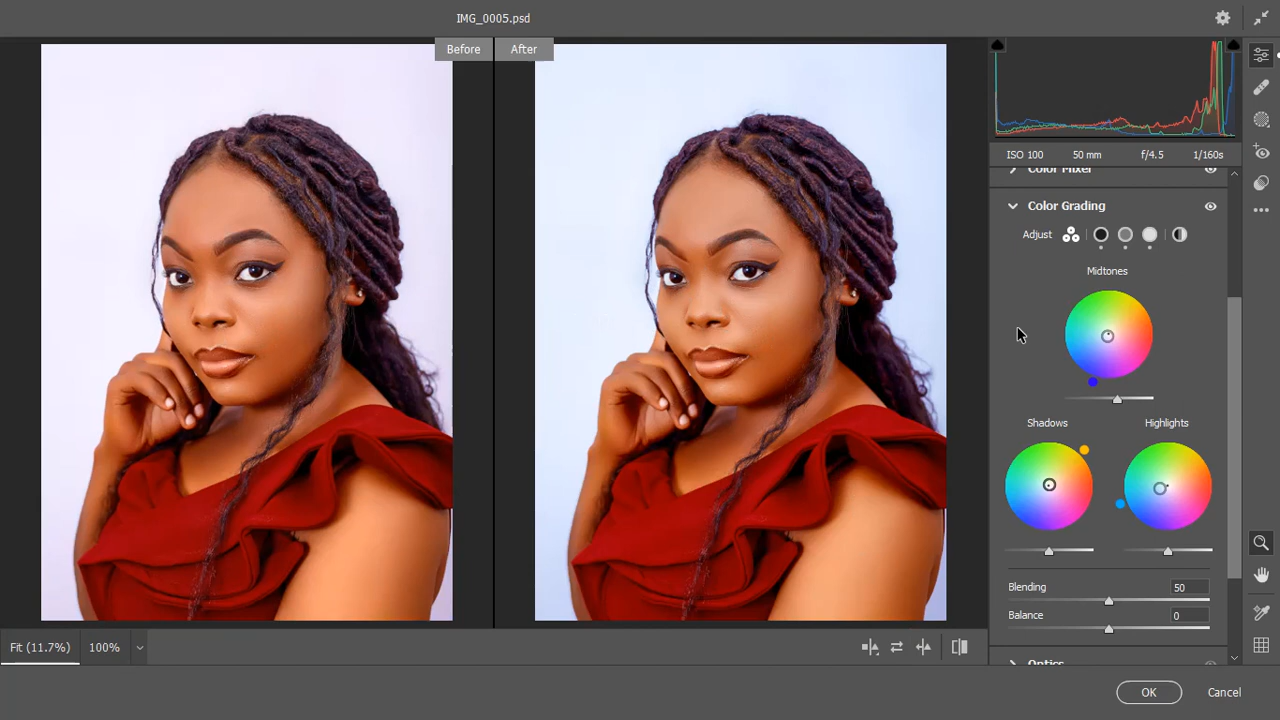 IMG_0005.psd
Before
After
ISO 100 50 mm f/4.5 1/160s
Color Mixer
Color Grading
Adjust
Midtones
Shadows
Highlights
Blending 50
Balance 0
Optics
Fit (11.7%) 100%
OK Cancel